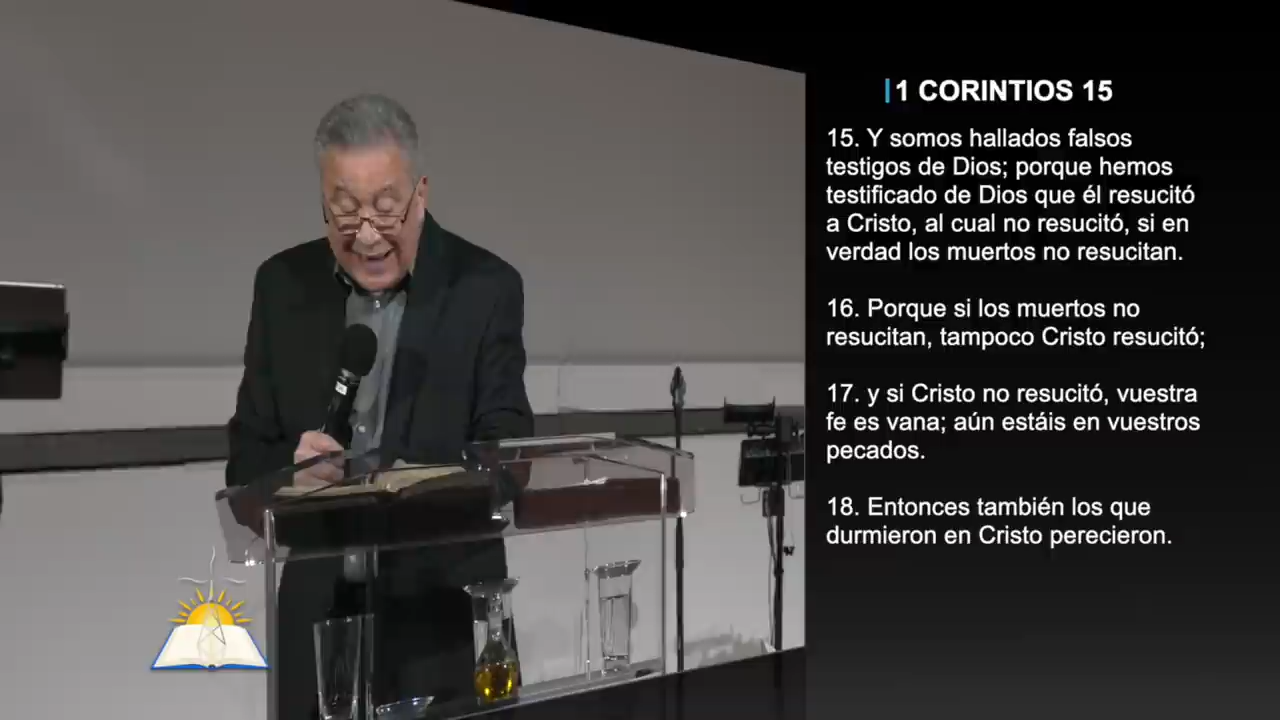 1 CORINTIOS 15
15. Y somos hallados falsos
testigos de Dios; porque hemos
testificado de Dios que él resucitó
a Cristo, al cual no resucitó, si en
verdad los muertos no resucitan.
16. Porque si los muertos no
resucitan, tampoco Cristo resucitó;
17. y si Cristo no resucitó, vuestra
fe es vana; aún estáis en vuestros
pecados.
18. Entonces también los que
durmieron en Cristo perecieron.